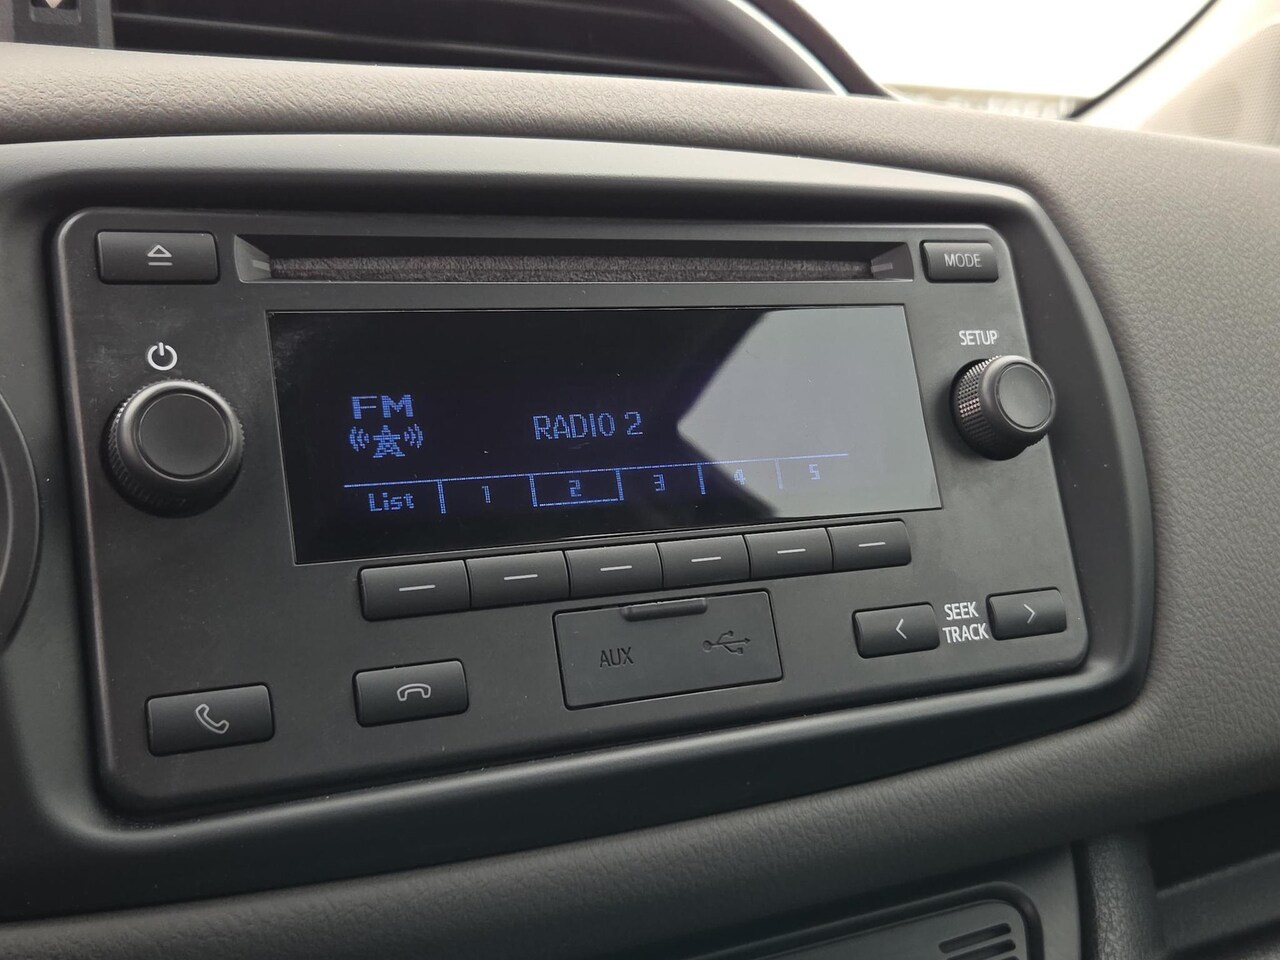 MODE
SETUP
FM
RADIO 2
List 1 2 3 4 5
SEEK
TRACK
AUX